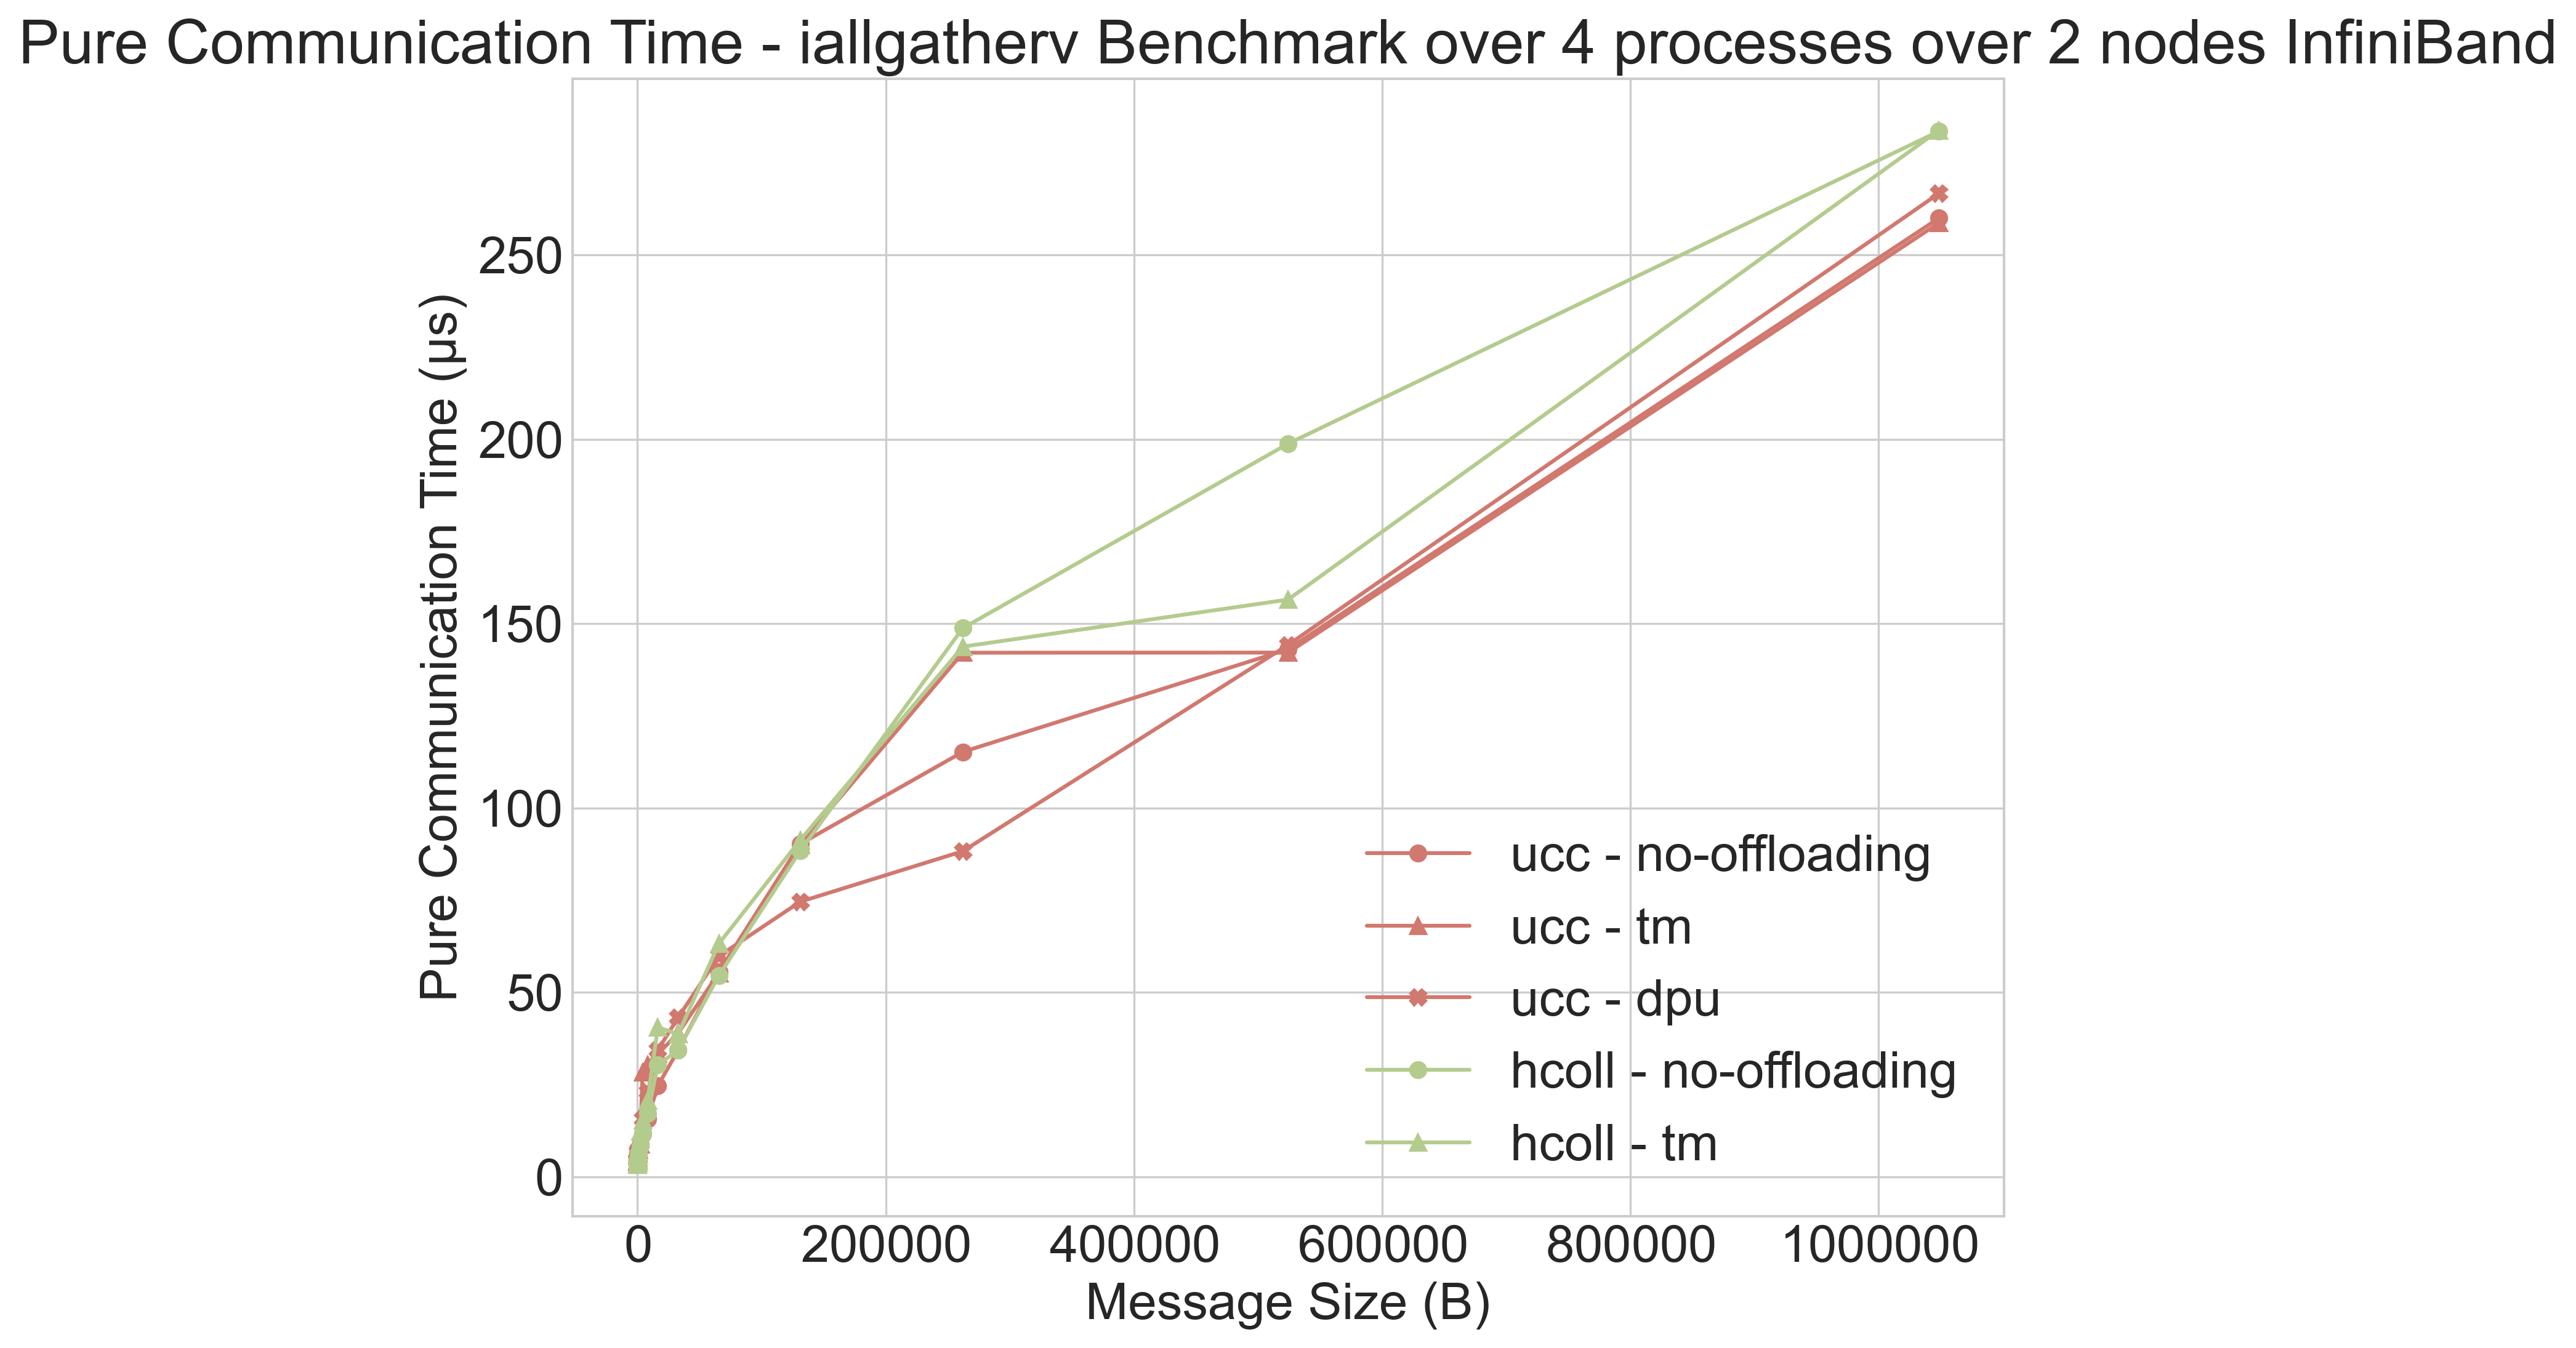 Pure Communication Time - iallgatherv Benchmark over 4 processes over 2 nodes InfiniBand
Pure Communication Time (μs)
250
200
150
100
50
0
ucc - no-offloading
ucc - tm
ucc - dpu
hcoll - no-offloading
hcoll - tm
0 200000 400000 600000 800000 1000000
Message Size (B)